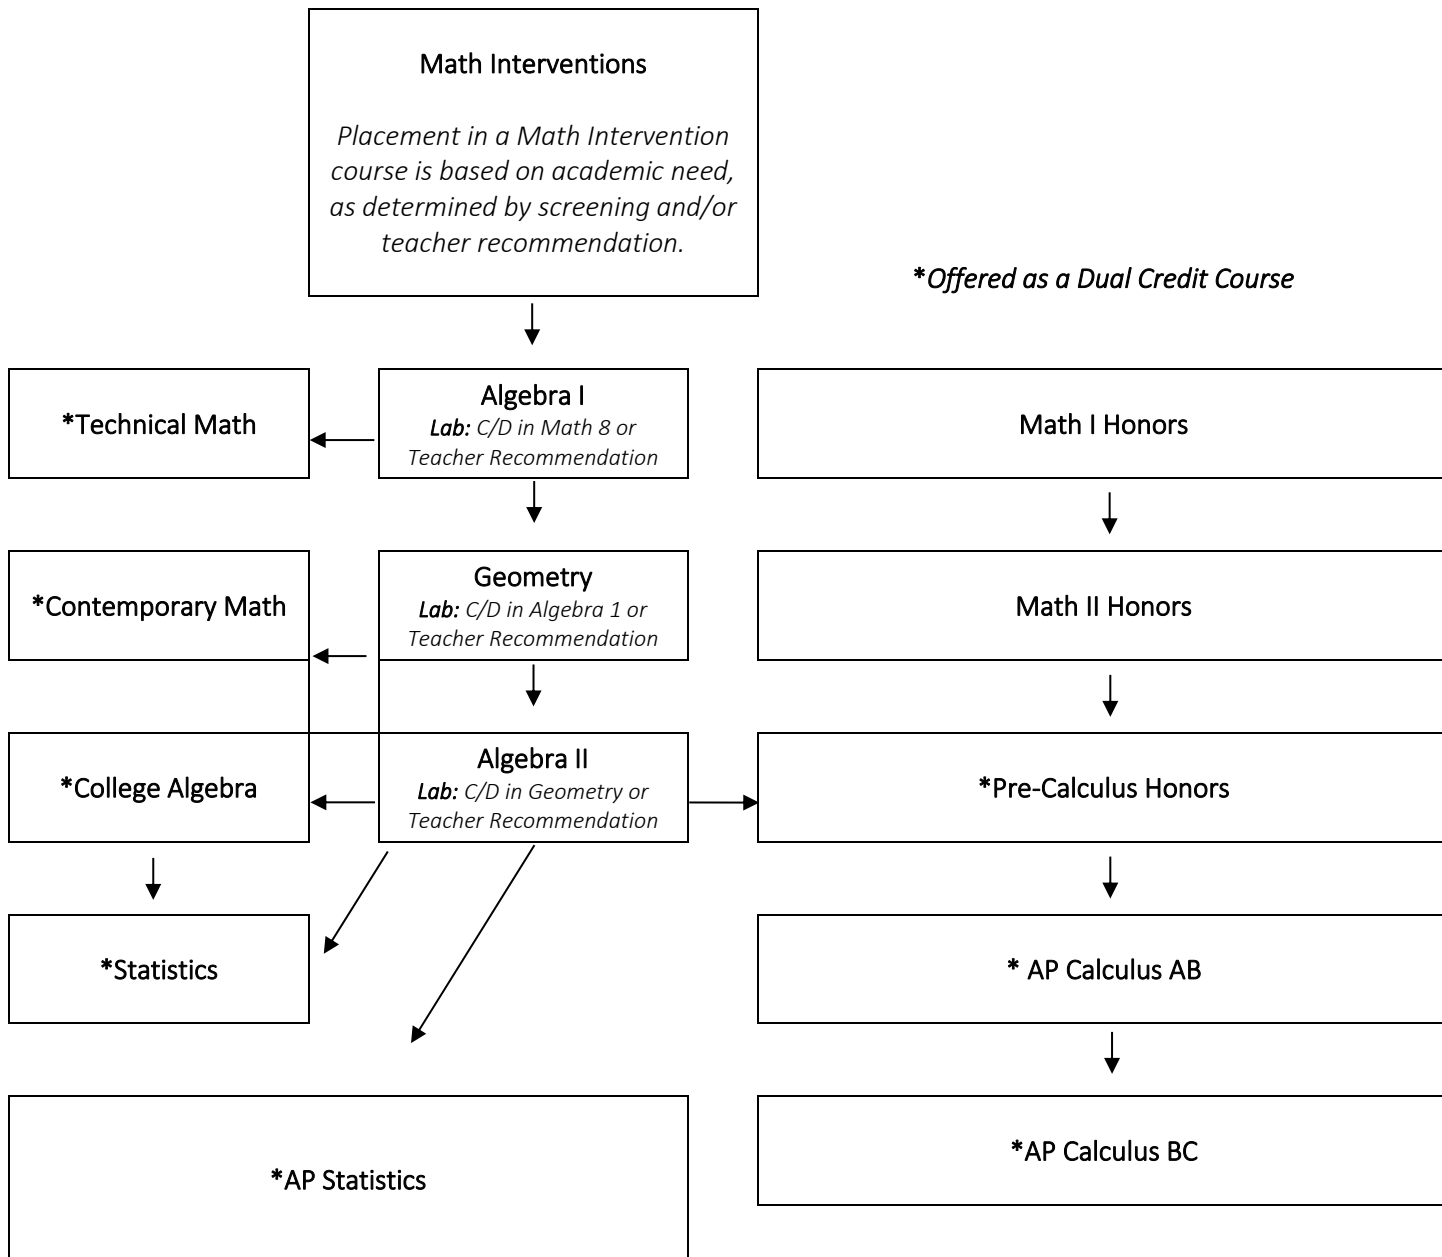 Math Interventions
Placement in a Math Intervention
course is based on academic need,
as determined by screening and/or
teacher recommendation.
*Offered as a Dual Credit Course
*Technical Math
Algebra I
Lab: C/D in Math 8 or
Teacher Recommendation
Math I Honors
*Contemporary Math
Geometry
Lab: C/D in Algebra 1 or
Teacher Recommendation
Math II Honors
*College Algebra
Algebra II
Lab: C/D in Geometry or
Teacher Recommendation
*Pre-Calculus Honors
*Statistics
* AP Calculus AB
*AP Statistics
*AP Calculus BC